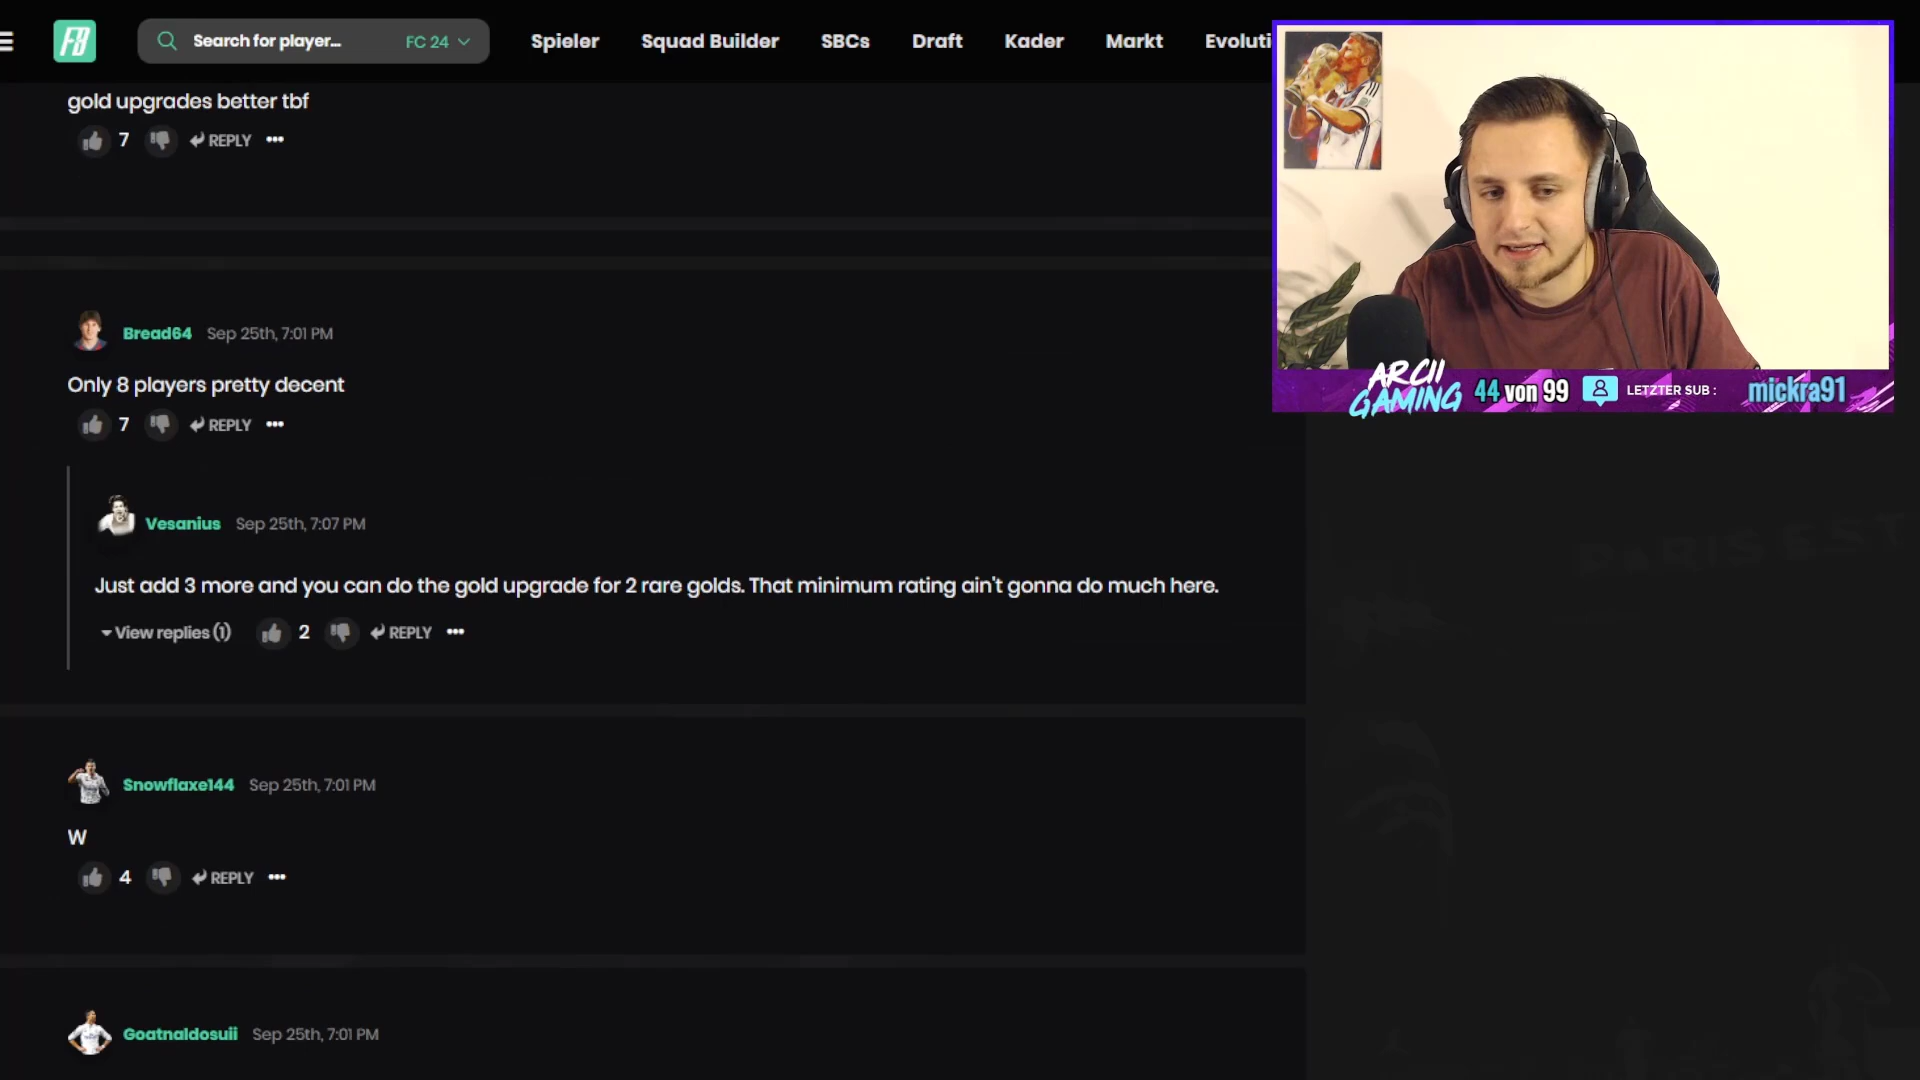 FB
Search for player...
FC 24
Spieler
Squad Builder
SBCs
Draft
Kader
Markt
Evoluti
gold upgrades better tbf
7
REPLY
•••
Bread64 Sep 25th, 7:01 PM
Only 8 players pretty decent
7
REPLY
•••
Vesanius Sep 25th, 7:07 PM
Just add 3 more and you can do the gold upgrade for 2 rare golds. That minimum rating ain't gonna do much here.
View replies (1)
2
REPLY
•••
Snowflaxe144 Sep 25th, 7:01 PM
W
4
REPLY
•••
Goatnaldosuii Sep 25th, 7:01 PM
ARCII
GAMING
44 von 99
LETZTER SUB :
mickra91